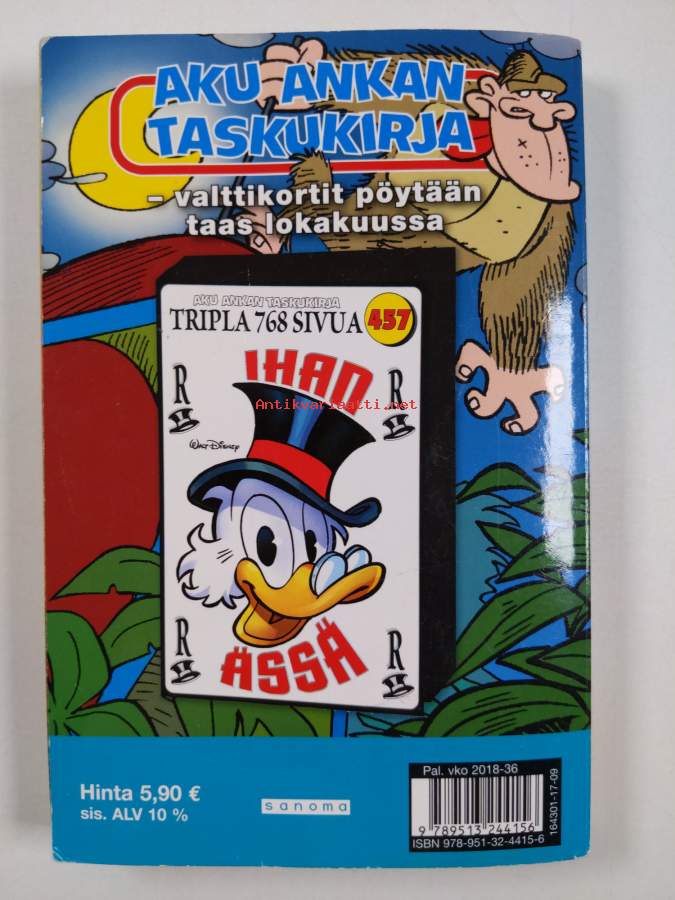 AKU ANKAN
TASKUKIRJA
– valttikortit pöytään
taas lokakuussa
AKU ANKAN TASKUKIRJA
TRIPLA 768 SIVUA 457
IHAN
R R
Antikvariaatti.net
WALT DISNEY
R R
ÄSSÄ
Hinta 5,90 €
sis. ALV 10 %
sanoma
Pal. vko 2018-36
9 789513 244156
ISBN 978-951-32-4415-6
164301-17-09